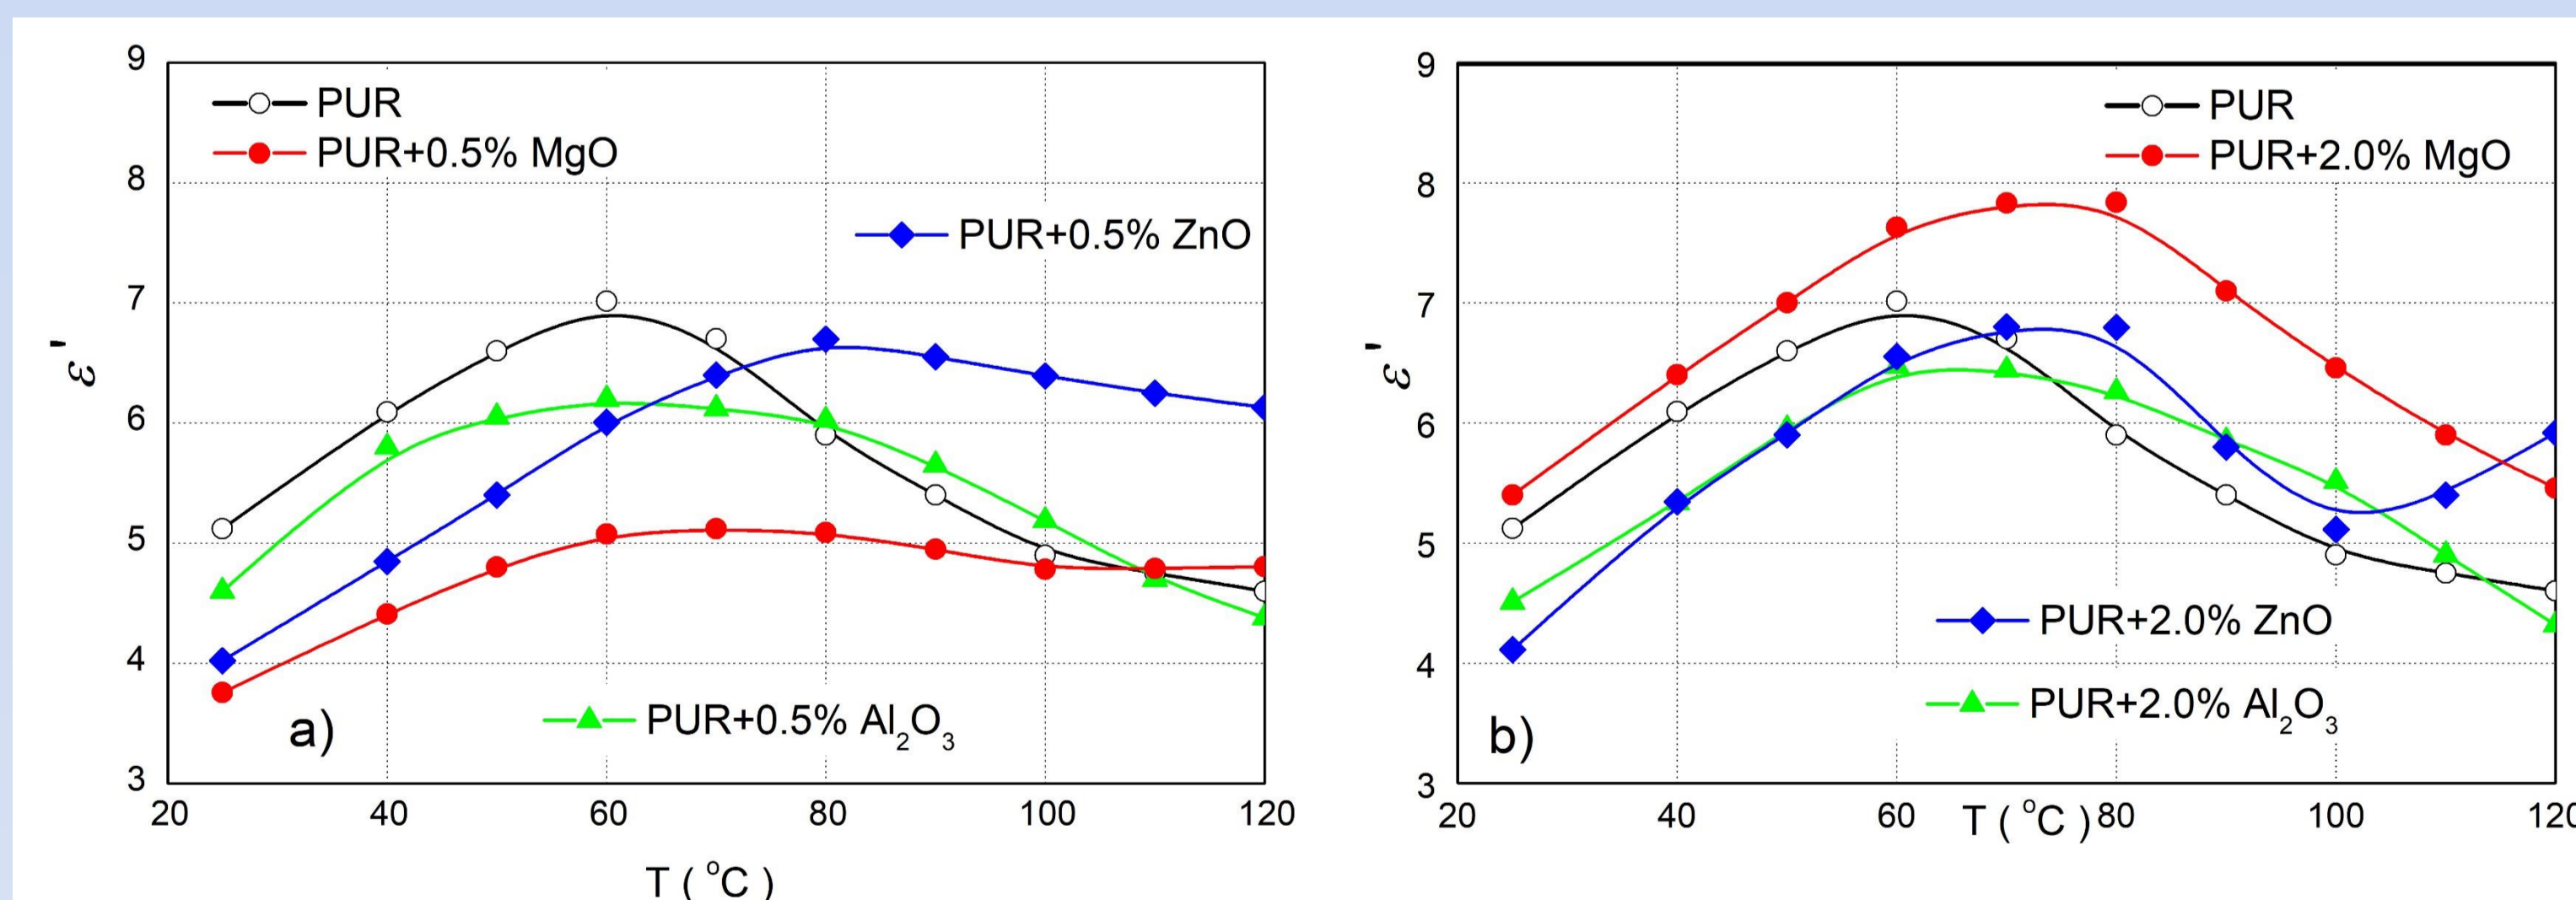 9
8
7
6
5
4
3
ε '
PUR
PUR+0.5% MgO
PUR+0.5% ZnO
PUR+0.5% Al₂O₃
a)
20 40 60 80 100 120
T ( °C )
9
8
7
6
5
4
3
ε '
PUR
PUR+2.0% MgO
PUR+2.0% ZnO
PUR+2.0% Al₂O₃
b)
20 40 60 T ( °C ) 80 100 120